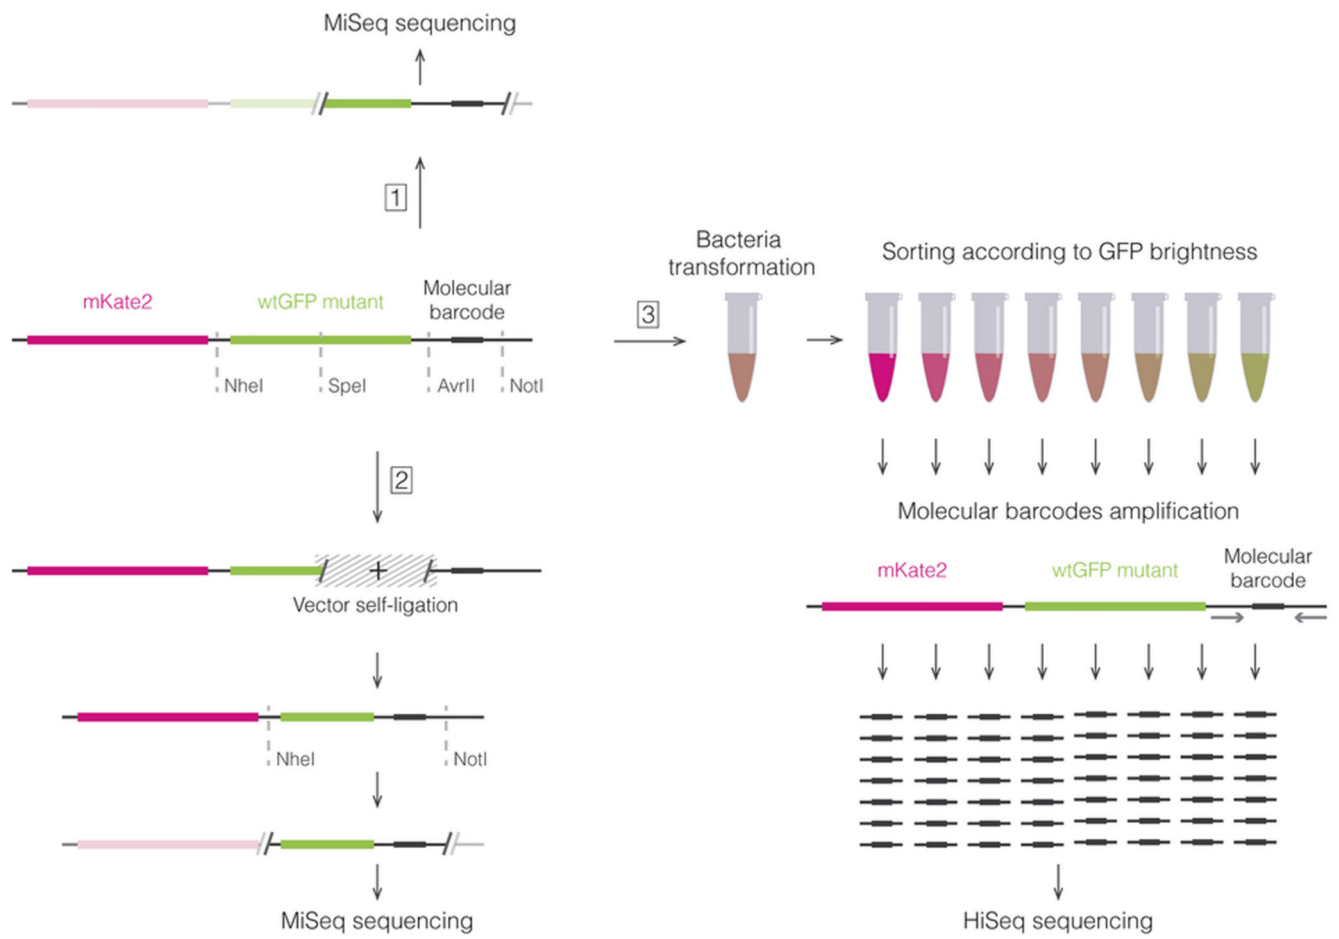 MiSeq sequencing
1
mKate2
wtGFP mutant
Molecular
barcode
NheI
SpeI
AvrII
NotI
2
Vector self-ligation
NheI
NotI
MiSeq sequencing
3
Bacteria
transformation
Sorting according to GFP brightness
Molecular barcodes amplification
mKate2
wtGFP mutant
Molecular
barcode
HiSeq sequencing